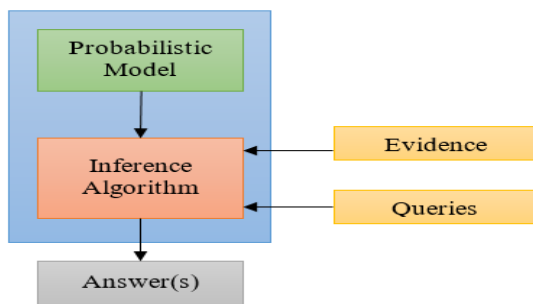 Probabilistic
Model
Inference
Algorithm
Evidence
Queries
Answer(s)